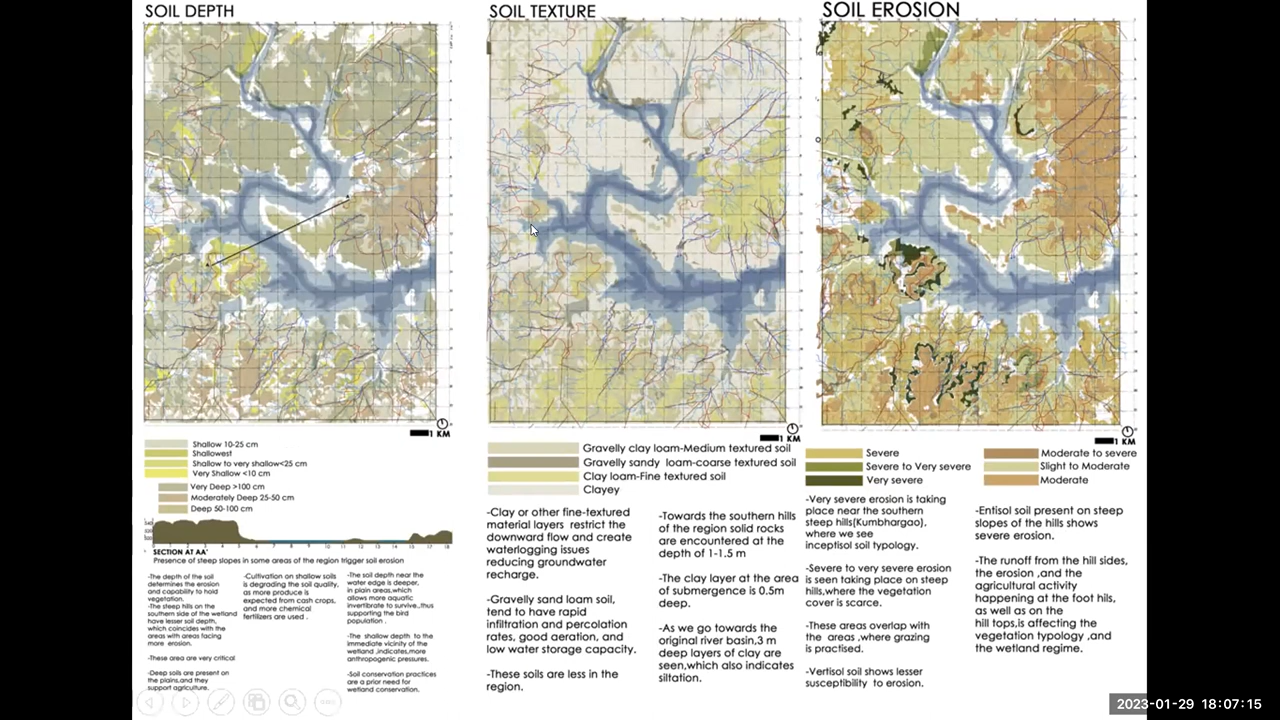 SOIL DEPTH
1 KM
Shallow 10-25 cm
Shallowest
Shallow to very shallow<25 cm
Very Shallow <10 cm
Very Deep >100 cm
Moderately Deep 25-50 cm
Deep 50-100 cm
SECTION AT AA'
Presence of steep slopes in some areas of the region trigger soil erosion
-The depth of the soil
determines the erosion
and capability to hold
vegetation.
-The steep hills on the
southern side of the wetland
have lesser soil depth,
which coincides with the
areas with areas facing
more erosion.
-These area are very critical
-Deep soils are present on
the plains,and they
support agriculture.
-Cultivation on shallow soils
is degrading the soil quality,
as more produce is
expected from cash crops,
and more chemical
fertilizers are used .
-The soil depth near the
water edge is deeper,
in plain areas,which
allows more aquatic
invertibrate to survive..thus
supporting the bird
population .
-The shallow depth to the
immediate vicinity of the
wetland ,indicates,more
anthropogenic pressures.
-Soil conservation practices
are a prior need for
wetland conservation.
SOIL TEXTURE
1 KM
Gravelly clay loam-Medium textured soil
Gravelly sandy loam-coarse textured soil
Clay loam-Fine textured soil
Clayey
-Clay or other fine-textured
material layers restrict the
downward flow and create
waterlogging issues
reducing groundwater
recharge.
-Gravelly sand loam soil,
tend to have rapid
infiltration and percolation
rates, good aeration, and
low water storage capacity.
-These soils are less in the
region.
-Towards the southern hills
of the region solid rocks
are encountered at the
depth of 1-1.5 m
-The clay layer at the area
of submergence is 0.5m
deep.
-As we go towards the
original river basin,3 m
deep layers of clay are
seen,which also indicates
siltation.
SOIL EROSION
1 KM
Severe
Severe to Very severe
Very severe
Moderate to severe
Slight to Moderate
Moderate
-Very severe erosion is taking
place near the southern
steep hills(Kumbhargao),
where we see
inceptisol soil typology.
-Severe to very severe erosion
is seen taking place on steep
hills,where the vegetation
cover is scarce.
-These areas overlap with
the areas ,where grazing
is practised.
-Vertisol soil shows lesser
susceptibility to erosion.
-Entisol soil present on steep
slopes of the hills shows
severe erosion.
-The runoff from the hill sides,
the erosion ,and the
agricultural activity
happening at the foot hils,
as well as on the
hill tops,is affecting the
vegetation typology ,and
the wetland regime.
2023-01-29 18:07:15